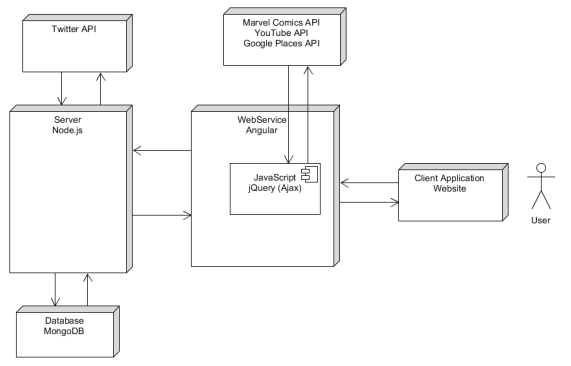 Twitter API
Marvel Comics API
YouTube API
Google Places API
Server
Node.js
WebService
Angular
JavaScript
jQuery (Ajax)
Client Application
Website
User
Database
MongoDB